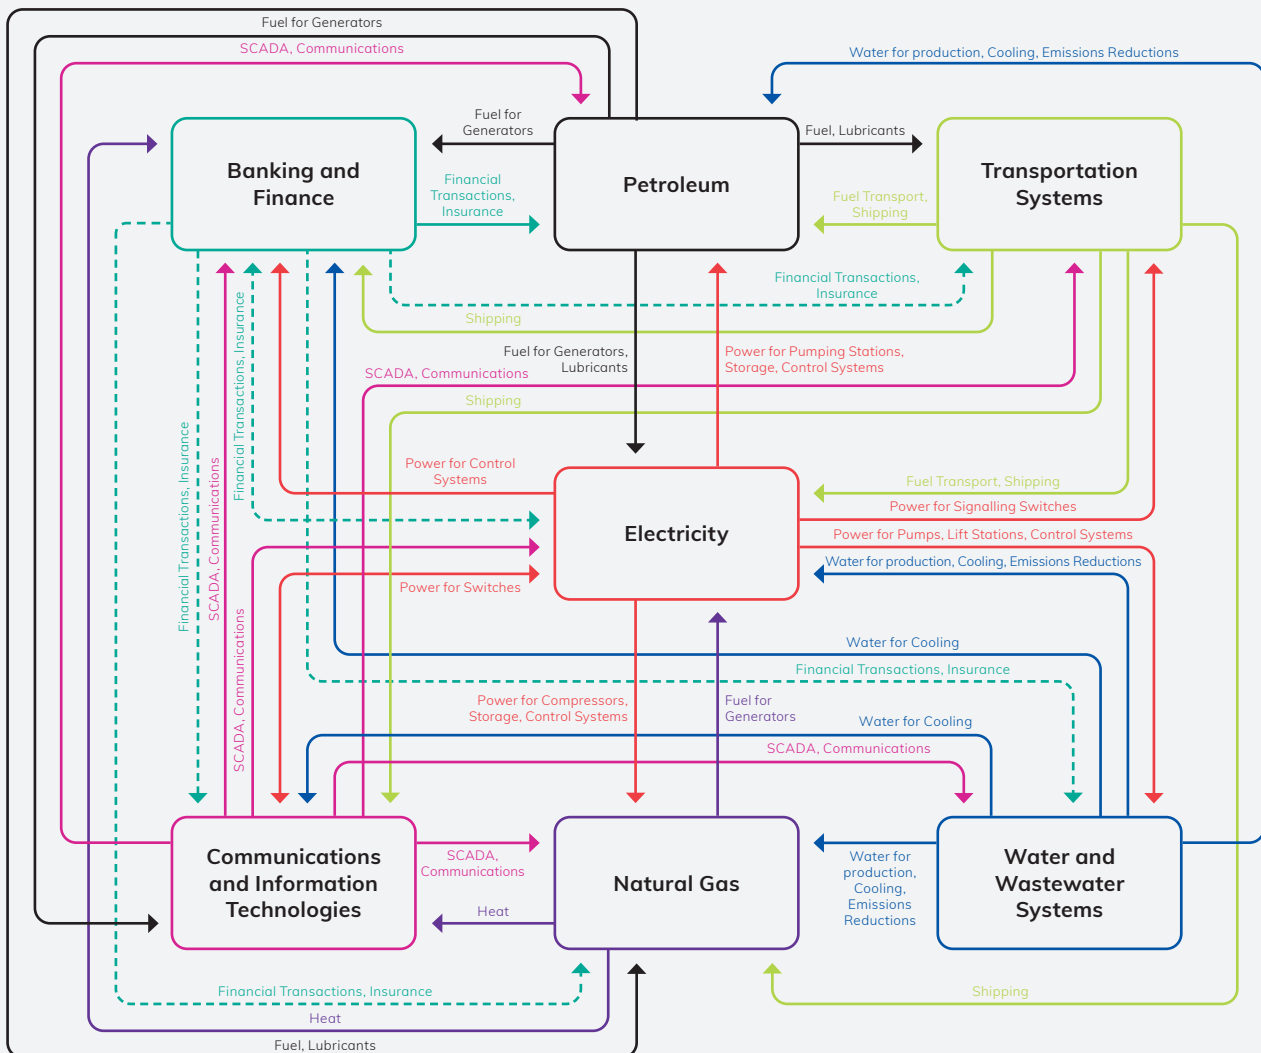 Fuel for Generators
SCADA, Communications
Water for production, Cooling, Emissions Reductions
Fuel for
Generators
Fuel, Lubricants
Banking and
Finance
Petroleum
Transportation
Systems
Financial
Transactions,
Insurance
Fuel Transport,
Shipping
Financial Transactions,
Insurance
Shipping
Fuel for Generators,
Lubricants
Power for Pumping Stations,
Storage, Control Systems
SCADA, Communications
Shipping
Financial Transactions, Insurance
Financial Transactions, Insurance
SCADA, Communications
SCADA, Communications
Power for Control
Systems
Fuel Transport, Shipping
Power for Signalling Switches
Electricity
Power for Pumps, Lift Stations, Control Systems
Water for production, Cooling, Emissions Reductions
Power for Switches
Water for Cooling
Financial Transactions, Insurance
Power for Compressors,
Storage, Control Systems
Fuel for
Generators
Water for Cooling
SCADA, Communications
Communications
and Information
Technologies
SCADA,
Communications
Natural Gas
Water for
production,
Cooling,
Emissions
Reductions
Water and
Wastewater
Systems
Heat
Financial Transactions, Insurance
Shipping
Heat
Fuel, Lubricants